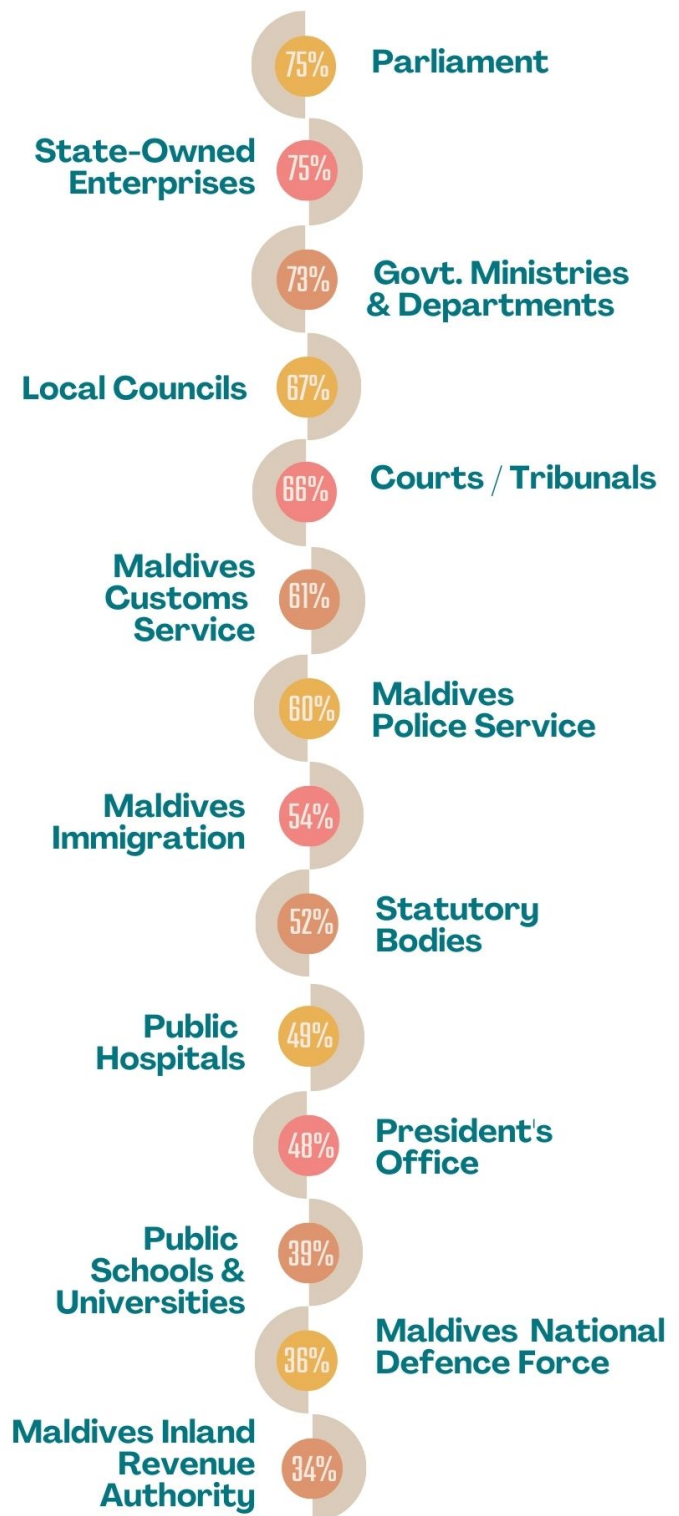 75%
Parliament
State-Owned
Enterprises
75%
73%
Govt. Ministries
& Departments
Local Councils
67%
66%
Courts / Tribunals
Maldives
Customs
Service
61%
60%
Maldives
Police Service
Maldives
Immigration
54%
52%
Statutory
Bodies
Public
Hospitals
49%
48%
President's
Office
Public
Schools &
Universities
39%
36%
Maldives National
Defence Force
Maldives Inland
Revenue
Authority
34%